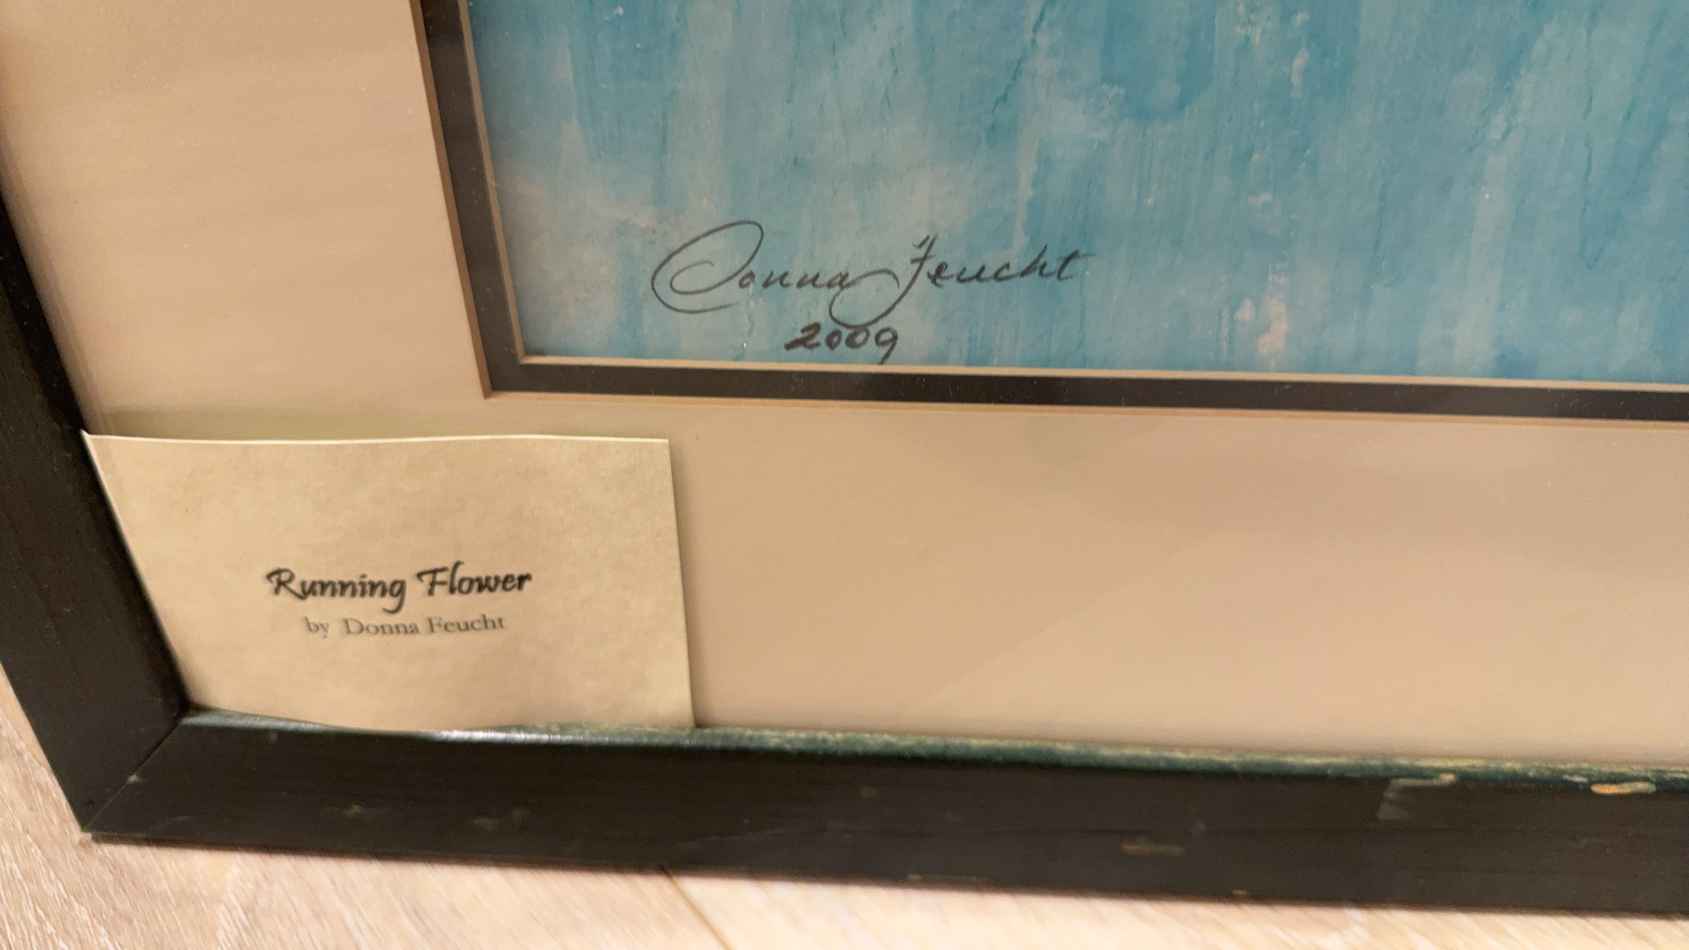 Donna Feucht
2009
Running Flower
by Donna Feucht